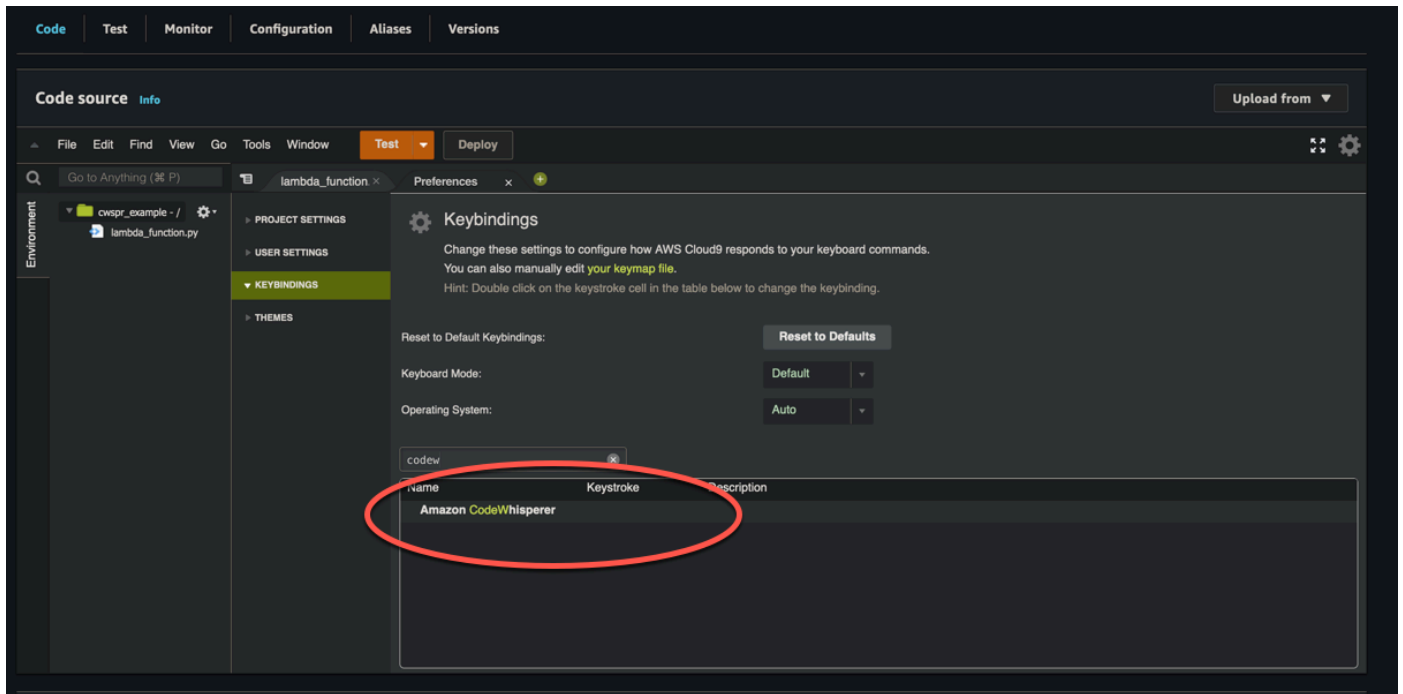 Code Test Monitor Configuration Aliases Versions
Code source Info
Upload from
File Edit Find View Go Tools Window Test Deploy
Go to Anything (⌘ P)
lambda_function
Preferences
Environment
cwspr_example - /
lambda_function.py
PROJECT SETTINGS
USER SETTINGS
KEYBINDINGS
THEMES
Keybindings
Change these settings to configure how AWS Cloud9 responds to your keyboard commands.
You can also manually edit your keymap file.
Hint: Double click on the keystroke cell in the table below to change the keybinding.
Reset to Default Keybindings: Reset to Defaults
Keyboard Mode: Default
Operating System: Auto
codew
Name Keystroke Description
Amazon CodeWhisperer